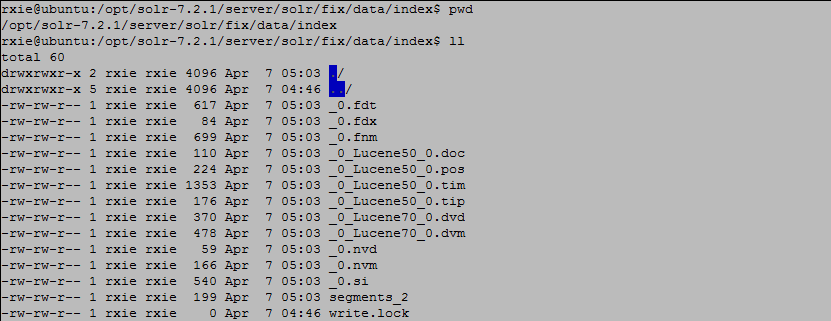 rxie@ubuntu:/opt/solr-7.2.1/server/solr/fix/data/index$ pwd
/opt/solr-7.2.1/server/solr/fix/data/index
rxie@ubuntu:/opt/solr-7.2.1/server/solr/fix/data/index$ ll
total 60
drwxrwxr-x 2 rxie rxie 4096 Apr  7 05:03 ./
drwxrwxr-x 5 rxie rxie 4096 Apr  7 04:46 ../
-rw-rw-r-- 1 rxie rxie  617 Apr  7 05:03 _0.fdt
-rw-rw-r-- 1 rxie rxie   84 Apr  7 05:03 _0.fdx
-rw-rw-r-- 1 rxie rxie  699 Apr  7 05:03 _0.fnm
-rw-rw-r-- 1 rxie rxie  110 Apr  7 05:03 _0_Lucene50_0.doc
-rw-rw-r-- 1 rxie rxie  224 Apr  7 05:03 _0_Lucene50_0.pos
-rw-rw-r-- 1 rxie rxie 1353 Apr  7 05:03 _0_Lucene50_0.tim
-rw-rw-r-- 1 rxie rxie  176 Apr  7 05:03 _0_Lucene50_0.tip
-rw-rw-r-- 1 rxie rxie  370 Apr  7 05:03 _0_Lucene70_0.dvd
-rw-rw-r-- 1 rxie rxie  478 Apr  7 05:03 _0_Lucene70_0.dvm
-rw-rw-r-- 1 rxie rxie   59 Apr  7 05:03 _0.nvd
-rw-rw-r-- 1 rxie rxie  166 Apr  7 05:03 _0.nvm
-rw-rw-r-- 1 rxie rxie  540 Apr  7 05:03 _0.si
-rw-rw-r-- 1 rxie rxie  199 Apr  7 05:03 segments_2
-rw-rw-r-- 1 rxie rxie    0 Apr  7 04:46 write.lock